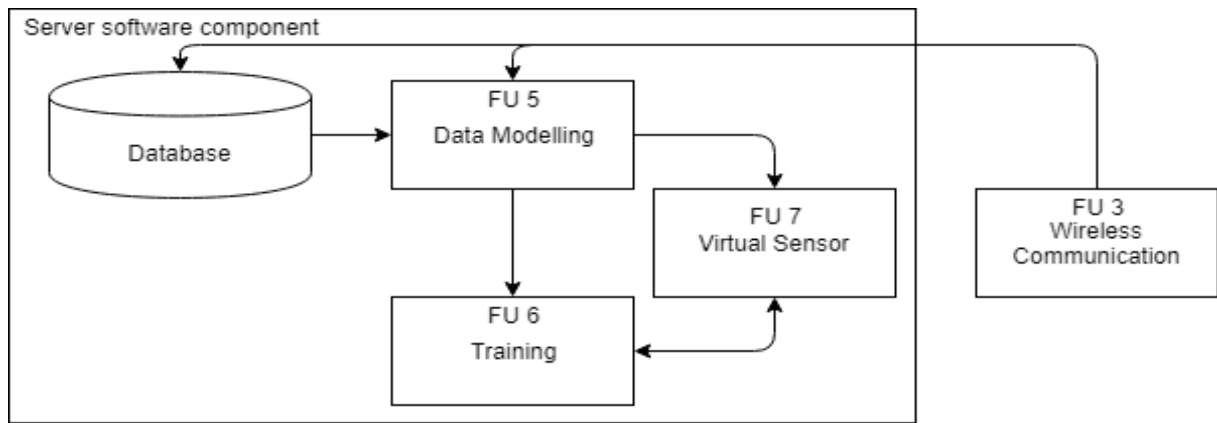 Server software component
Database
FU 5
Data Modelling
FU 7
Virtual Sensor
FU 3
Wireless
Communication
FU 6
Training